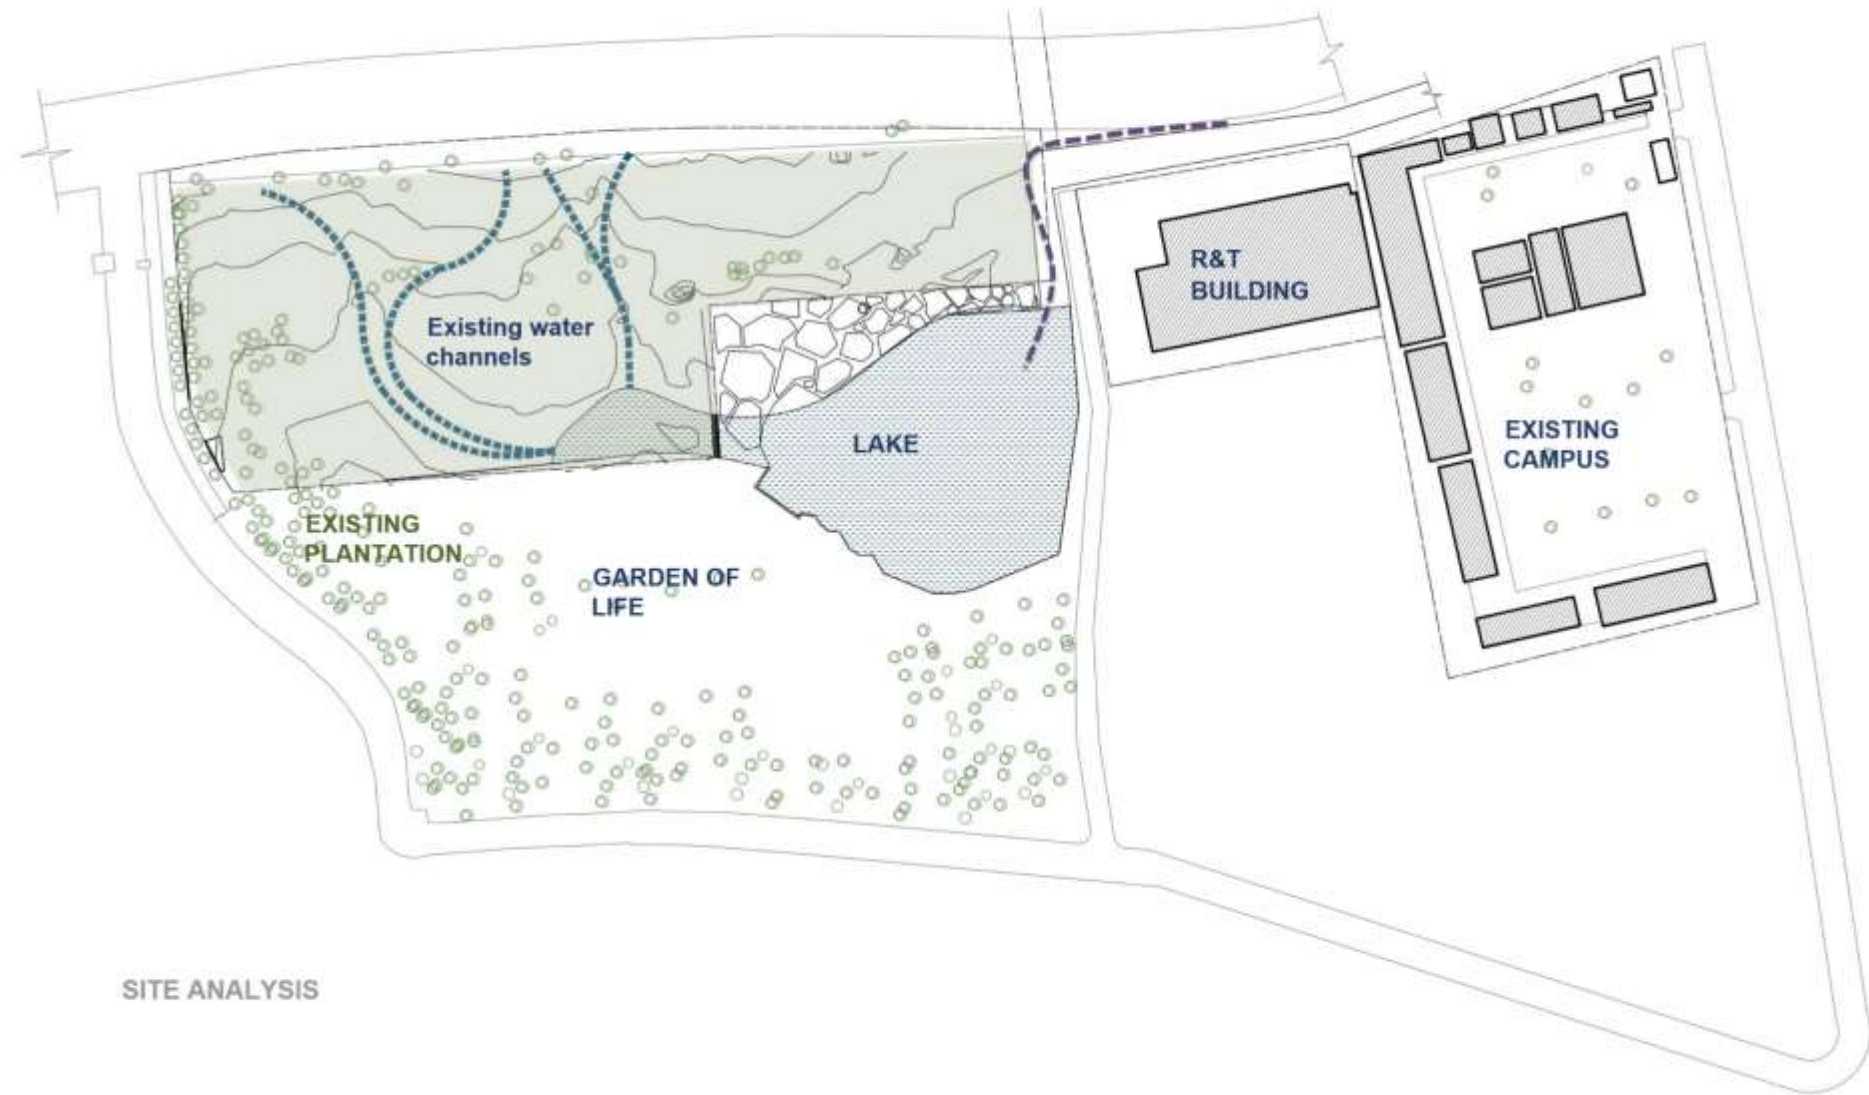 R&T
BUILDING
Existing water
channels
LAKE
EXISTING
CAMPUS
EXISTING
PLANTATION
GARDEN OF
LIFE
SITE ANALYSIS